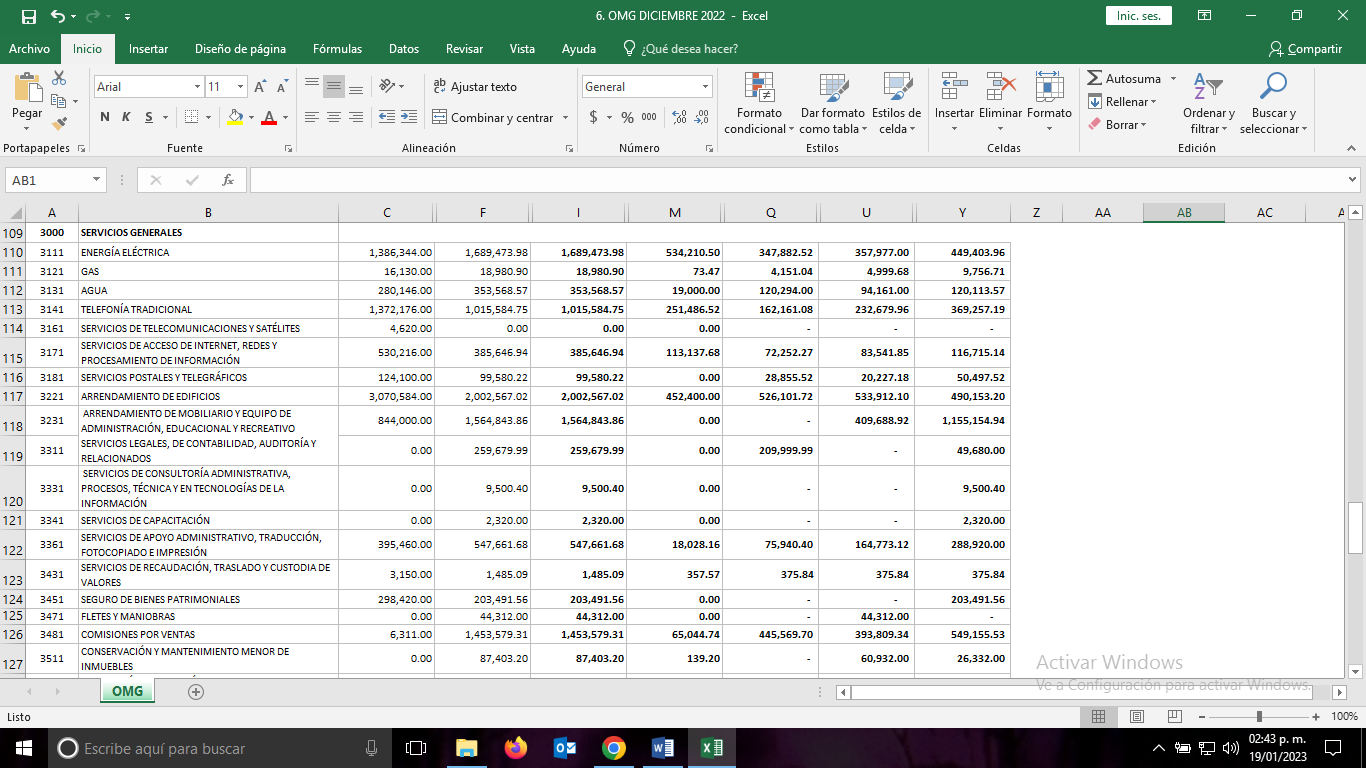 6. OMG DICIEMBRE 2022 - Excel
Inic. ses.
Archivo Inicio Insertar Diseño de página Fórmulas Datos Revisar Vista Ayuda ¿Qué desea hacer? Compartir
Pegar
Arial 11
N K S
Ajustar texto
Combinar y centrar
General
$ % 000
Formato condicional
Dar formato como tabla
Estilos de celda
Insertar Eliminar Formato
Autosuma
Rellenar
Borrar
Ordenar y filtrar
Buscar y seleccionar
Portapapeles Fuente Alineación Número Estilos Celdas Edición
AB1 fx
A B C F I M Q U Y Z AA AB AC
109 3000 SERVICIOS GENERALES
110 3111 ENERGÍA ELÉCTRICA 1,386,344.00 1,689,473.98 1,689,473.98 534,210.50 347,882.52 357,977.00 449,403.96
111 3121 GAS 16,130.00 18,980.90 18,980.90 73.47 4,151.04 4,999.68 9,756.71
112 3131 AGUA 280,146.00 353,568.57 353,568.57 19,000.00 120,294.00 94,161.00 120,113.57
113 3141 TELEFONÍA TRADICIONAL 1,372,176.00 1,015,584.75 1,015,584.75 251,486.52 162,161.08 232,679.96 369,257.19
114 3161 SERVICIOS DE TELECOMUNICACIONES Y SATÉLITES 4,620.00 0.00 0.00 0.00 - - -
115 3171 SERVICIOS DE ACCESO DE INTERNET, REDES Y
PROCESAMIENTO DE INFORMACIÓN 530,216.00 385,646.94 385,646.94 113,137.68 72,252.27 83,541.85 116,715.14
116 3181 SERVICIOS POSTALES Y TELEGRÁFICOS 124,100.00 99,580.22 99,580.22 0.00 28,855.52 20,227.18 50,497.52
117 3221 ARRENDAMIENTO DE EDIFICIOS 3,070,584.00 2,002,567.02 2,002,567.02 452,400.00 526,101.72 533,912.10 490,153.20
118 3231 ARRENDAMIENTO DE MOBILIARIO Y EQUIPO DE
ADMINISTRACIÓN, EDUCACIONAL Y RECREATIVO 844,000.00 1,564,843.86 1,564,843.86 0.00 - 409,688.92 1,155,154.94
119 3311 SERVICIOS LEGALES, DE CONTABILIDAD, AUDITORÍA Y
RELACIONADOS 0.00 259,679.99 259,679.99 0.00 209,999.99 - 49,680.00
120 3331 SERVICIOS DE CONSULTORÍA ADMINISTRATIVA,
PROCESOS, TÉCNICA Y EN TECNOLOGÍAS DE LA
INFORMACIÓN 0.00 9,500.40 9,500.40 0.00 - - 9,500.40
121 3341 SERVICIOS DE CAPACITACIÓN 0.00 2,320.00 2,320.00 0.00 - - 2,320.00
122 3361 SERVICIOS DE APOYO ADMINISTRATIVO, TRADUCCIÓN,
FOTOCOPIADO E IMPRESIÓN 395,460.00 547,661.68 547,661.68 18,028.16 75,940.40 164,773.12 288,920.00
123 3431 SERVICIOS DE RECAUDACIÓN, TRASLADO Y CUSTODIA DE
VALORES 3,150.00 1,485.09 1,485.09 357.57 375.84 375.84 375.84
124 3451 SEGURO DE BIENES PATRIMONIALES 298,420.00 203,491.56 203,491.56 0.00 - - 203,491.56
125 3471 FLETES Y MANIOBRAS 0.00 44,312.00 44,312.00 0.00 - 44,312.00 -
126 3481 COMISIONES POR VENTAS 6,311.00 1,453,579.31 1,453,579.31 65,044.74 445,569.70 393,809.34 549,155.53
127 3511 CONSERVACIÓN Y MANTENIMIENTO MENOR DE
INMUEBLES 0.00 87,403.20 87,403.20 139.20 - 60,932.00 26,332.00
Activar Windows
Ve a Configuración para activar Windows.
OMG
Listo 100%
Escribe aquí para buscar
02:43 p. m.
19/01/2023